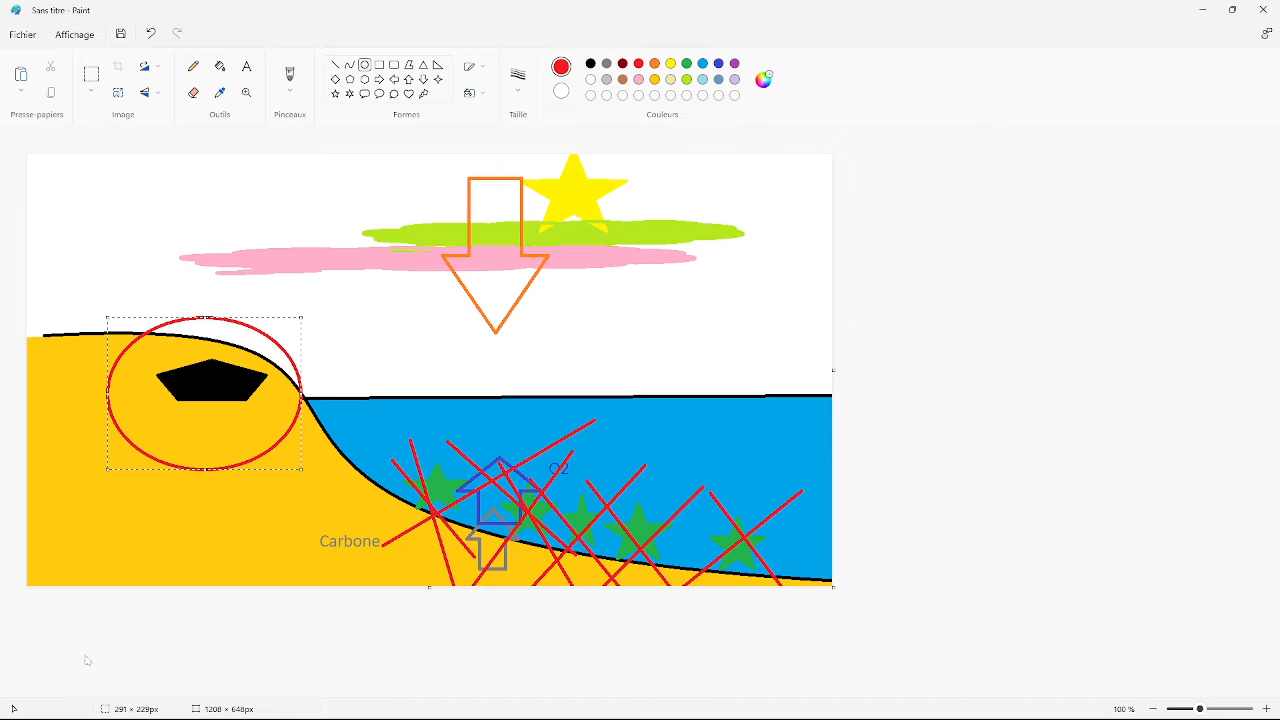 Sans titre - Paint
Fichier
Affichage
Presse-papiers
Image
Outils
Pinceaux
Formes
Taille
Couleurs
O2
Carbone
291 × 229px
1208 × 648px
100 %